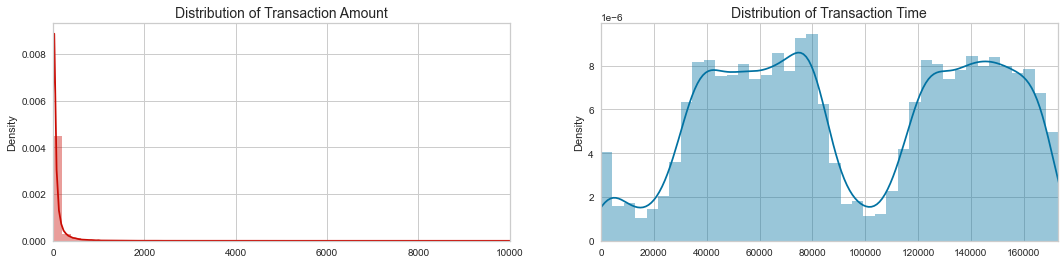 Distribution of Transaction Amount
Density
0.008
0.006
0.004
0.002
0.000
0 2000 4000 6000 8000 10000
Distribution of Transaction Time
1e−6
Density
8
6
4
2
0
0 20000 40000 60000 80000 100000 120000 140000 160000